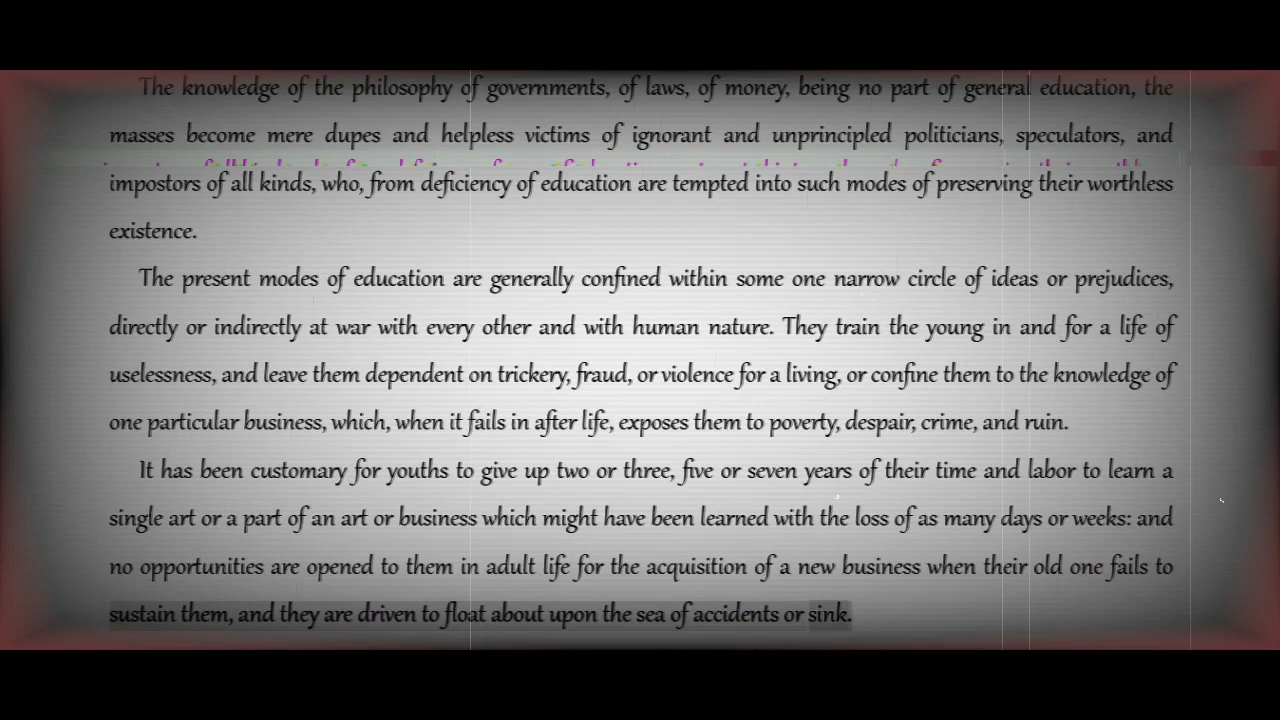 The knowledge of the philosophy of governments, of laws, of money, being no part of general education, the
masses become mere dupes and helpless victims of ignorant and unprincipled politicians, speculators, and
impostors of all kinds, who, from deficiency of education are tempted into such modes of preserving their worthless
existence.
The present modes of education are generally confined within some one narrow circle of ideas or prejudices,
directly or indirectly at war with every other and with human nature. They train the young in and for a life of
uselessness, and leave them dependent on trickery, fraud, or violence for a living, or confine them to the knowledge of
one particular business, which, when it fails in after life, exposes them to poverty, despair, crime, and ruin.
It has been customary for youths to give up two or three, five or seven years of their time and labor to learn a
single art or a part of an art or business which might have been learned with the loss of as many days or weeks: and
no opportunities are opened to them in adult life for the acquisition of a new business when their old one fails to
sustain them, and they are driven to float about upon the sea of accidents or sink.